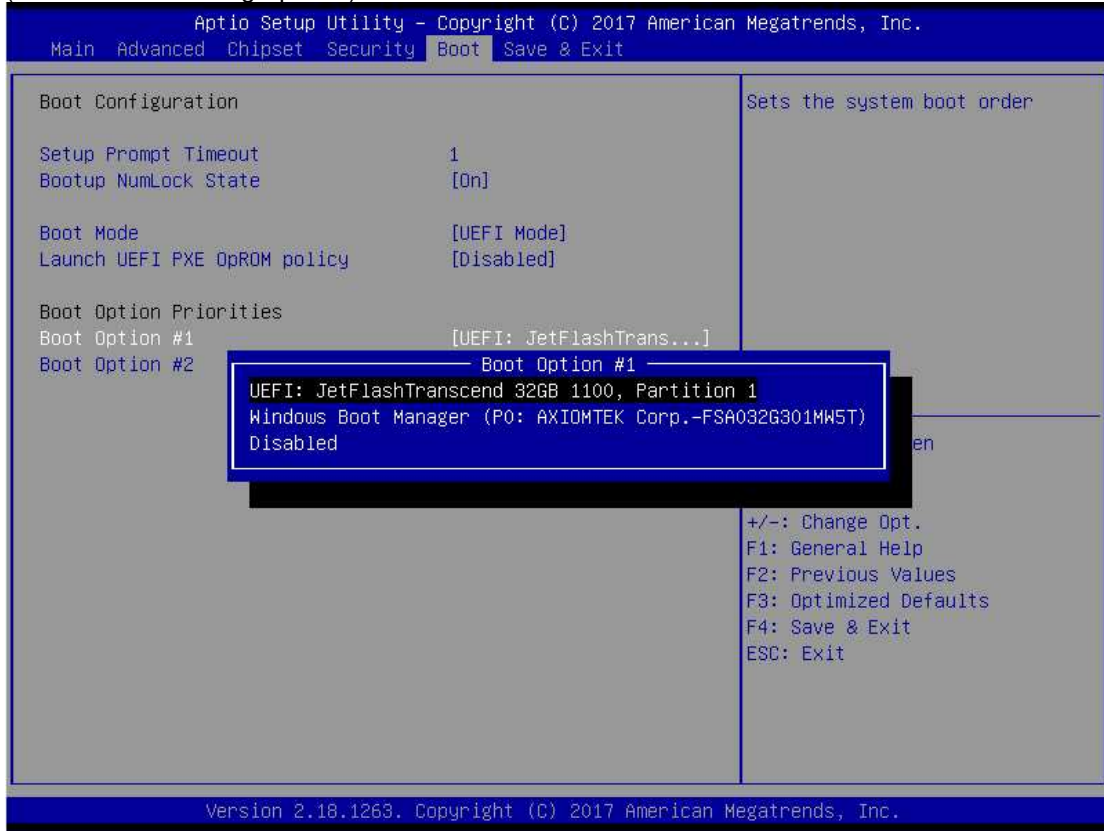 Aptio Setup Utility – Copyright (C) 2017 American Megatrends, Inc.
Main Advanced Chipset Security Boot Save & Exit
Boot Configuration
Setup Prompt Timeout 1
Bootup NumLock State [On]
Boot Mode [UEFI Mode]
Launch UEFI PXE OpROM policy [Disabled]
Boot Option Priorities
Boot Option #1 [UEFI: JetFlashTrans...]
Boot Option #2
Boot Option #1
UEFI: JetFlashTranscend 32GB 1100, Partition 1
Windows Boot Manager (P0: AXIOMTEK Corp.-FSA032G301MW5T)
Disabled
Sets the system boot order
en
+/-: Change Opt.
F1: General Help
F2: Previous Values
F3: Optimized Defaults
F4: Save & Exit
ESC: Exit
Version 2.18.1263. Copyright (C) 2017 American Megatrends, Inc.